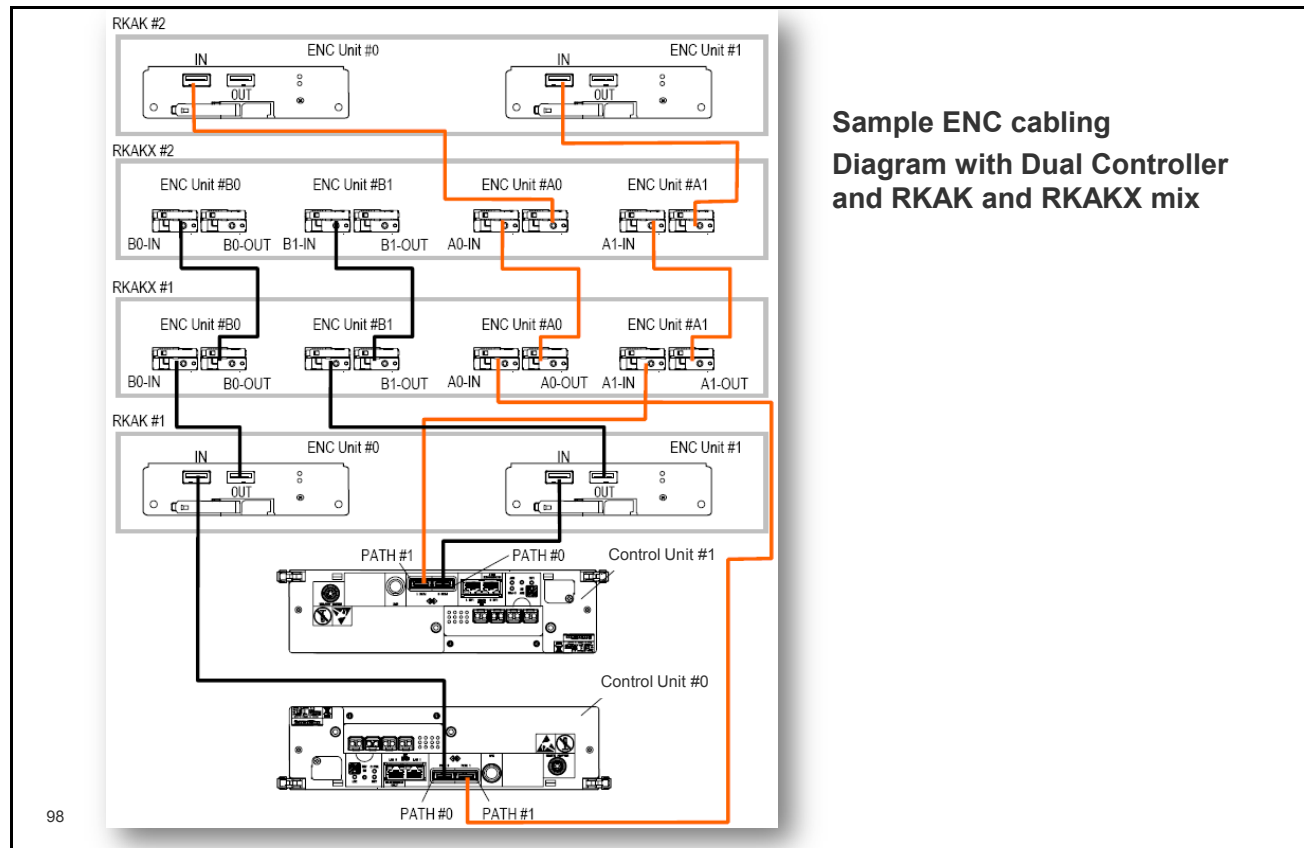 RKAK #2
IN
ENC Unit #0
OUT
IN
ENC Unit #1
OUT
RKAKX #2
ENC Unit #B0
ENC Unit #B1
ENC Unit #A0
ENC Unit #A1
B0-IN
B0-OUT
B1-IN
B1-OUT
A0-IN
A1-IN
RKAKX #1
ENC Unit #B0
ENC Unit #B1
ENC Unit #A0
ENC Unit #A1
B0-IN
B0-OUT
B1-OUT
A0-IN
A0-OUT
A1-IN
A1-OUT
RKAK #1
IN
ENC Unit #0
OUT
IN
ENC Unit #1
OUT
PATH #1
PATH #0
Control Unit #1
Control Unit #0
PATH #0
PATH #1
Sample ENC cabling
Diagram with Dual Controller
and RKAK and RKAKX mix
98